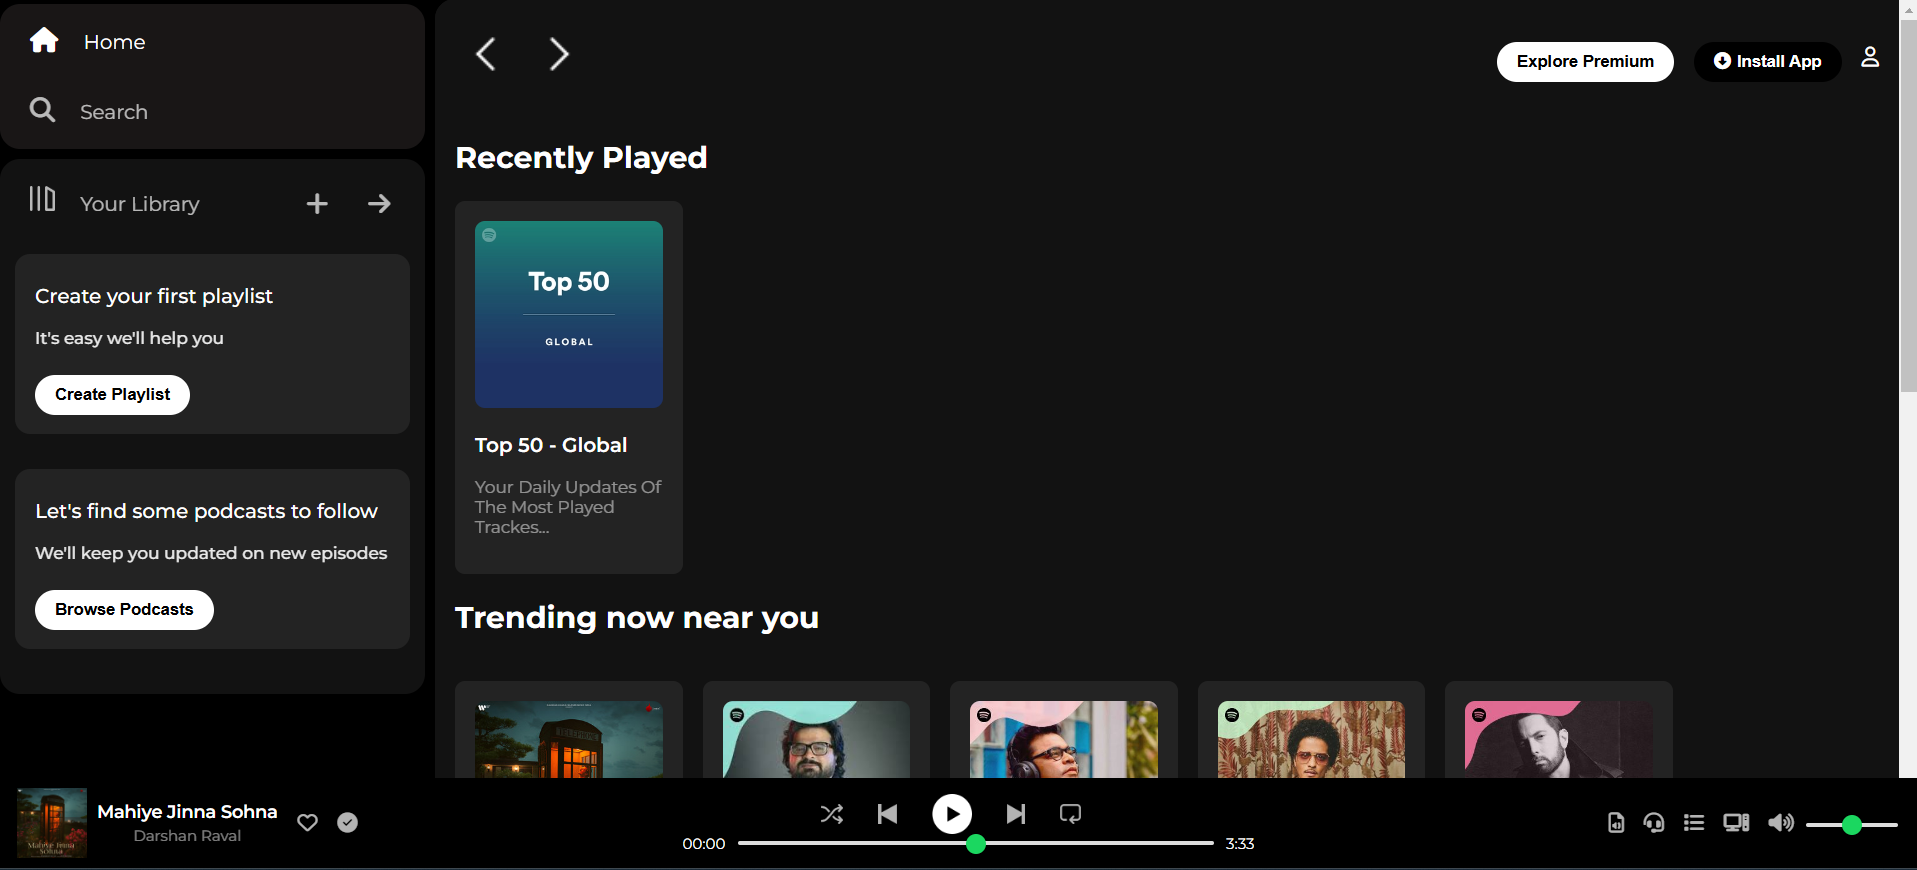 Home
Search
Your Library
Create your first playlist
It's easy we'll help you
Create Playlist
Let's find some podcasts to follow
We'll keep you updated on new episodes
Browse Podcasts
Explore Premium
Install App
Recently Played
Top 50
GLOBAL
Top 50 - Global
Your Daily Updates Of
The Most Played
Trackes...
Trending now near you
Mahiye Jinna
Sohna
Mahiye Jinna Sohna
Darshan Raval
00:00
3:33